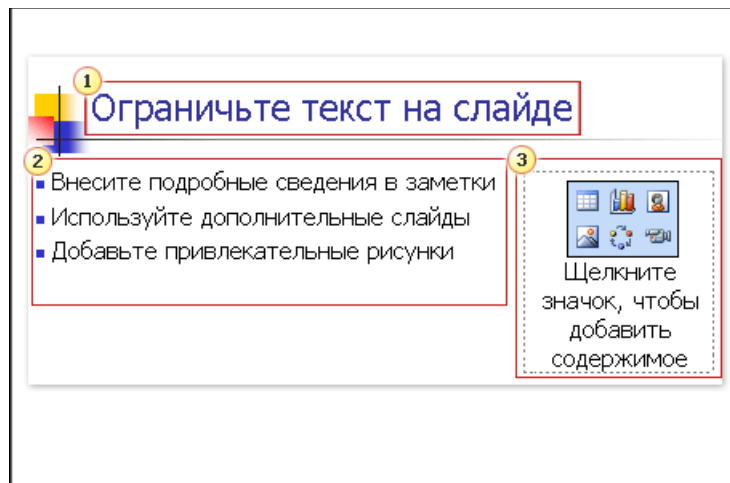 1
Ограничьте текст на слайде
2
Внесите подробные сведения в заметки
Используйте дополнительные слайды
Добавьте привлекательные рисунки
3
Щелкните
значок, чтобы
добавить
содержимое